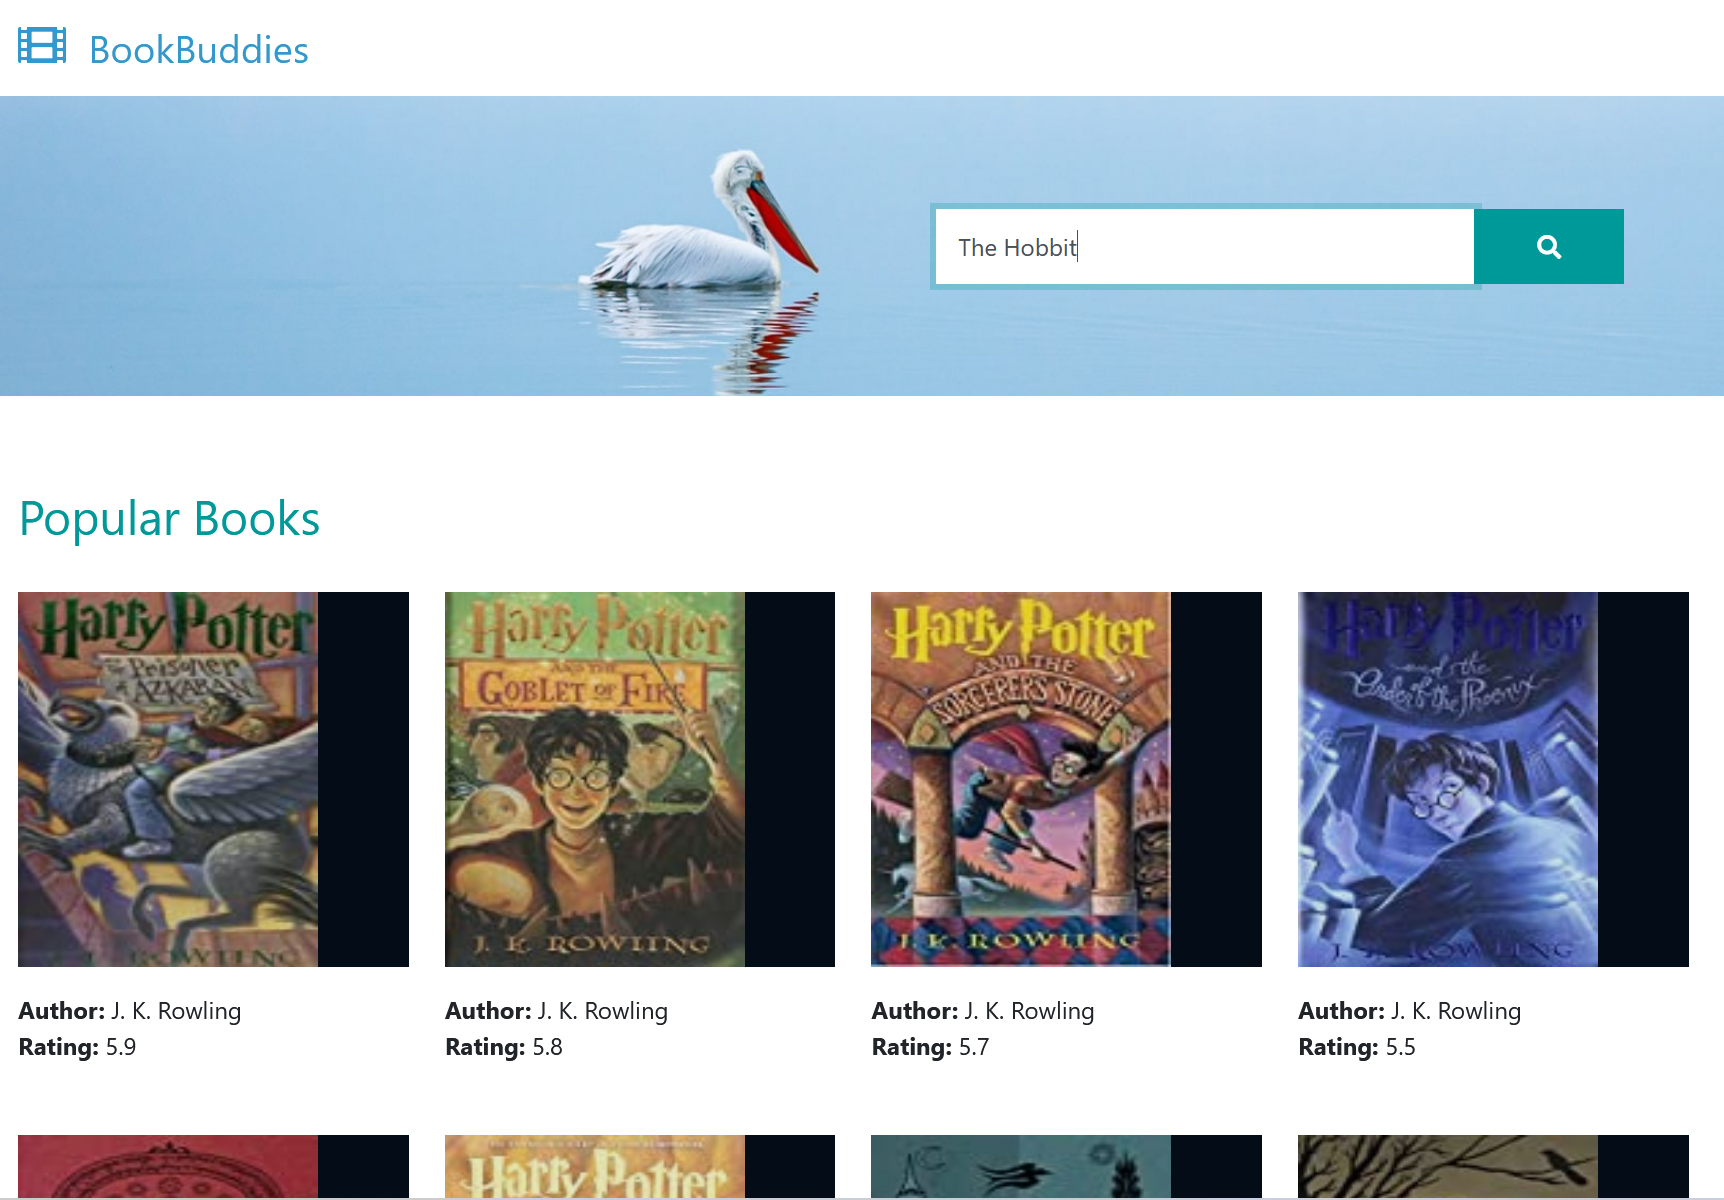 BookBuddies
The Hobbit
Popular Books
Harry Potter
Prisoner
of AZKABAN
J. K. ROWLING
Harry Potter
AND THE
GOBLET OF FIRE
J. K. ROWLING
Harry Potter
AND THE
SORCERER'S STONE
J. K. ROWLING
Harry Potter
and the
Order of the Phoenix
J. K. ROWLING
Author: J. K. Rowling
Rating: 5.9
Author: J. K. Rowling
Rating: 5.8
Author: J. K. Rowling
Rating: 5.7
Author: J. K. Rowling
Rating: 5.5
Harry Potter